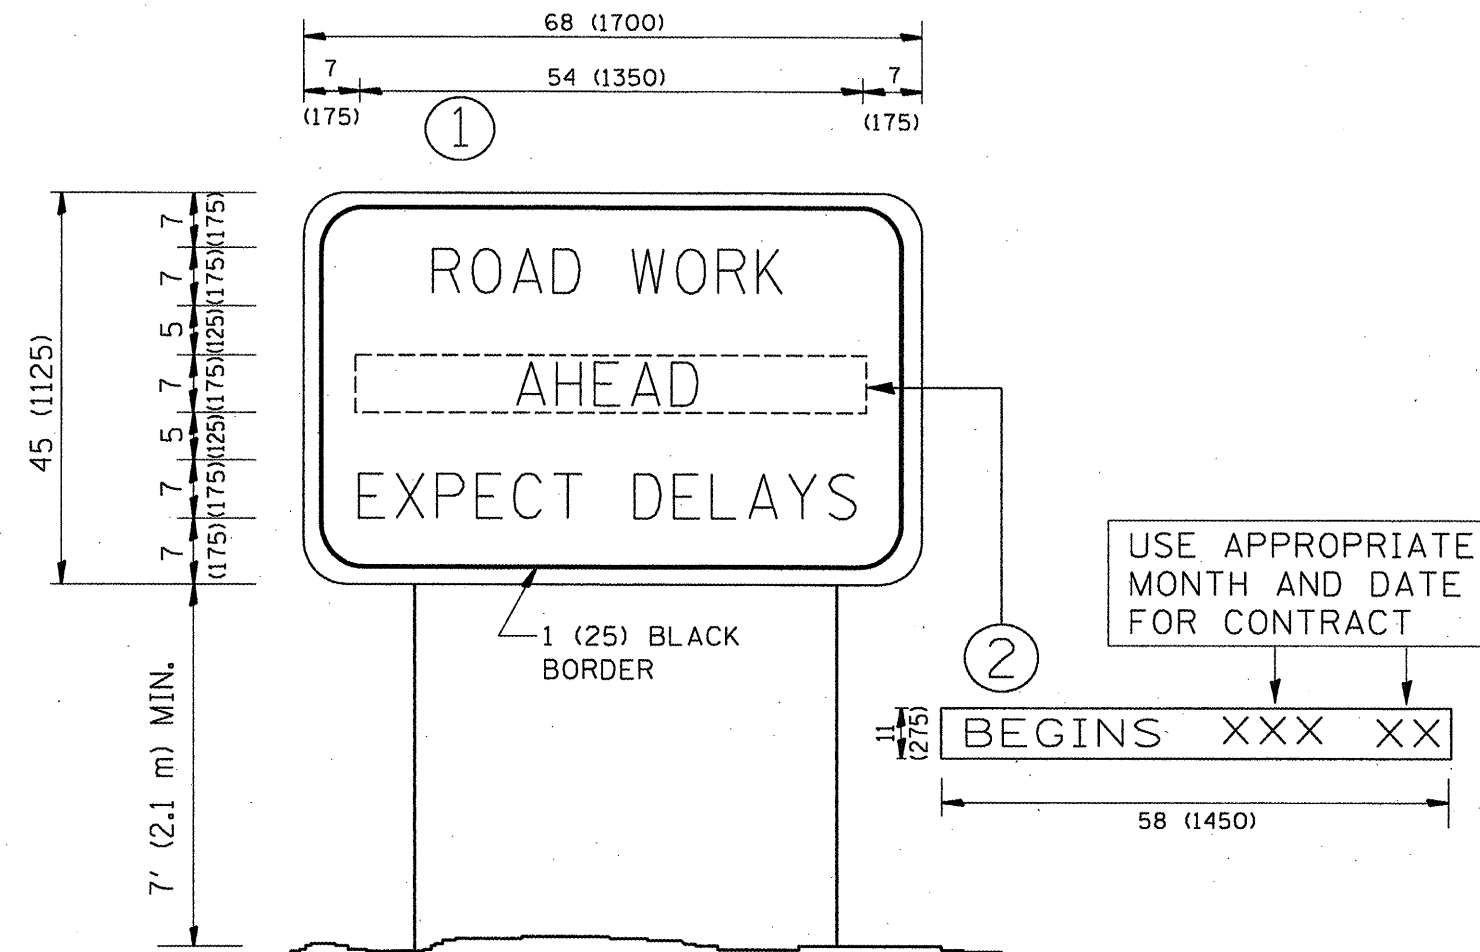 68 (1700)
7
54 (1350)
7
(175)
(175)
1
7
(175)
7
(175)
5
(125)
7
(175)
5
(125)
7
(175)
7
(175)
45 (1125)
ROAD WORK
AHEAD
EXPECT DELAYS
1 (25) BLACK
BORDER
7' (2.1 m) MIN.
2
USE APPROPRIATE
MONTH AND DATE
FOR CONTRACT
11
(275)
BEGINS XXX XX
58 (1450)